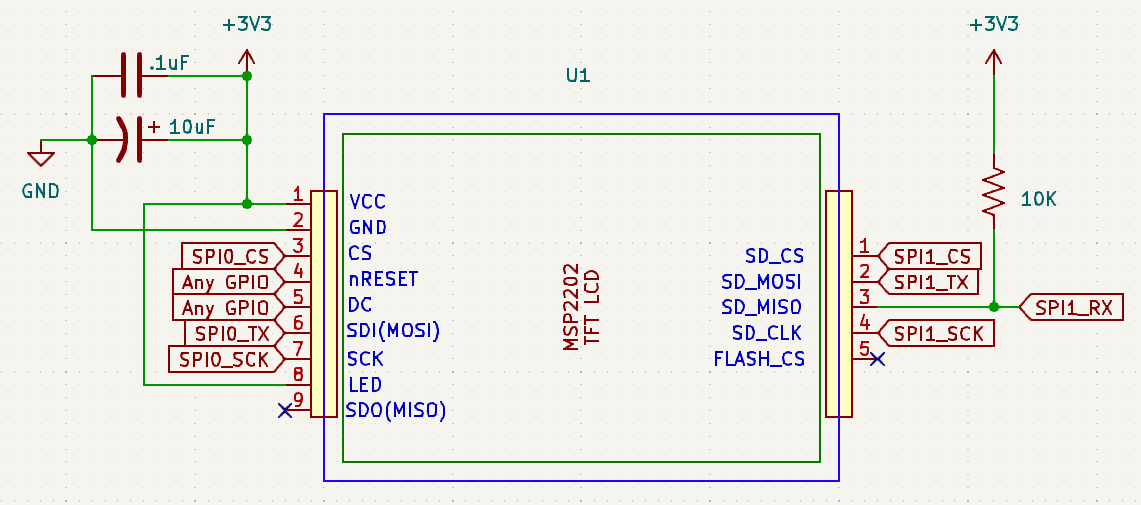 +3V3
+3V3
.1uF
U1
+ 10uF
GND
10K
1 VCC
2 GND
SPI0_CS 3 CS
Any GPIO 4 nRESET
Any GPIO 5 DC
SPI0_TX 6 SDI(MOSI)
SPI0_SCK 7 SCK
8 LED
9 SDO(MISO)
MSP2202
TFT LCD
SD_CS 1 SPI1_CS
SD_MOSI 2 SPI1_TX
SD_MISO 3 SPI1_RX
SD_CLK 4 SPI1_SCK
FLASH_CS 5